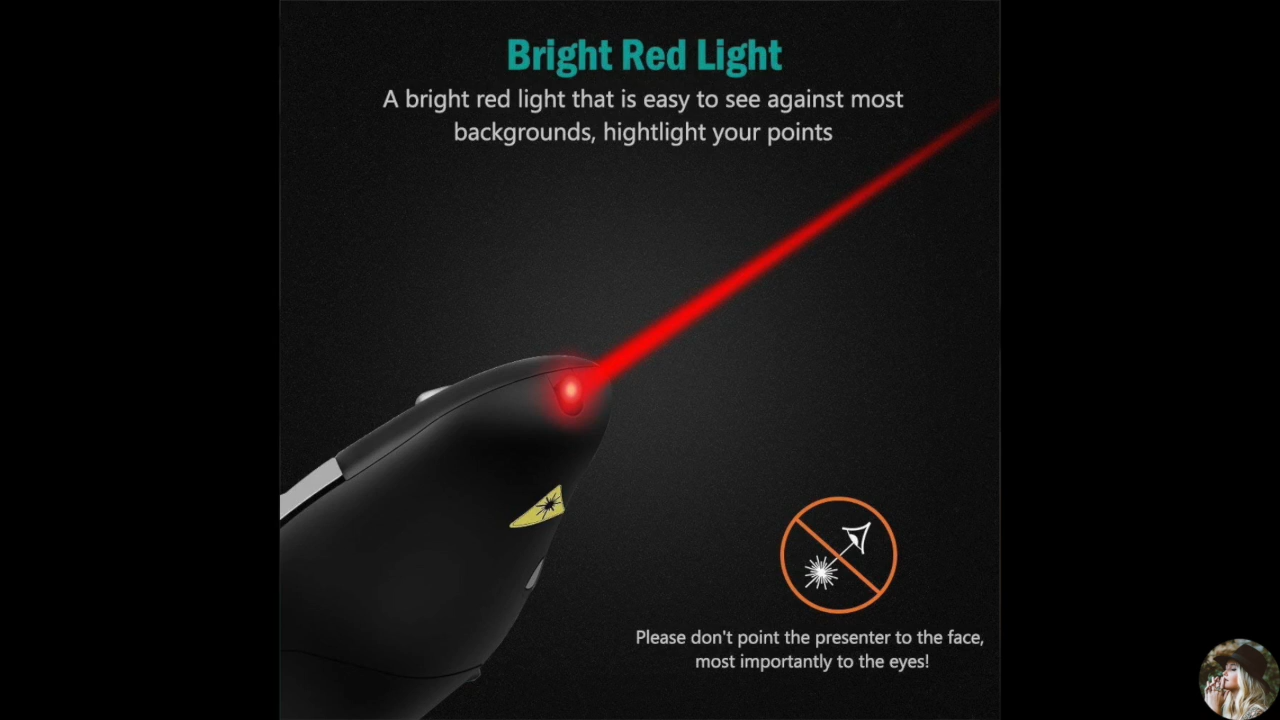 Bright Red Light
A bright red light that is easy to see against most
backgrounds, hightlight your points
Please don't point the presenter to the face,
most importantly to the eyes!